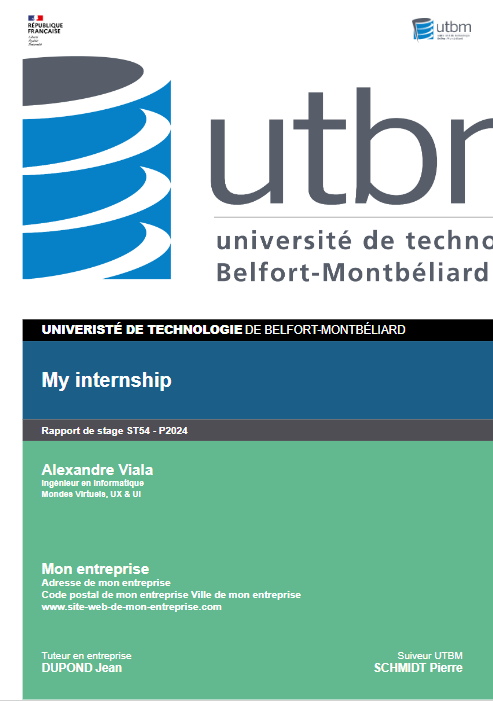 RÉPUBLIQUE
FRANÇAISE
Liberté
Égalité
Fraternité
utbm
utbm
université de techno
Belfort-Montbéliard
UNIVERISTÉ DE TECHNOLOGIE DE BELFORT-MONTBÉLIARD
My internship
Rapport de stage ST54 - P2024
Alexandre Viala
Ingénieur en Informatique
Mondes Virtuels, UX & UI
Mon entreprise
Adresse de mon entreprise
Code postal de mon entreprise Ville de mon entreprise
www.site-web-de-mon-entreprise.com
Tuteur en entreprise
DUPOND Jean
Suiveur UTBM
SCHMIDT Pierre